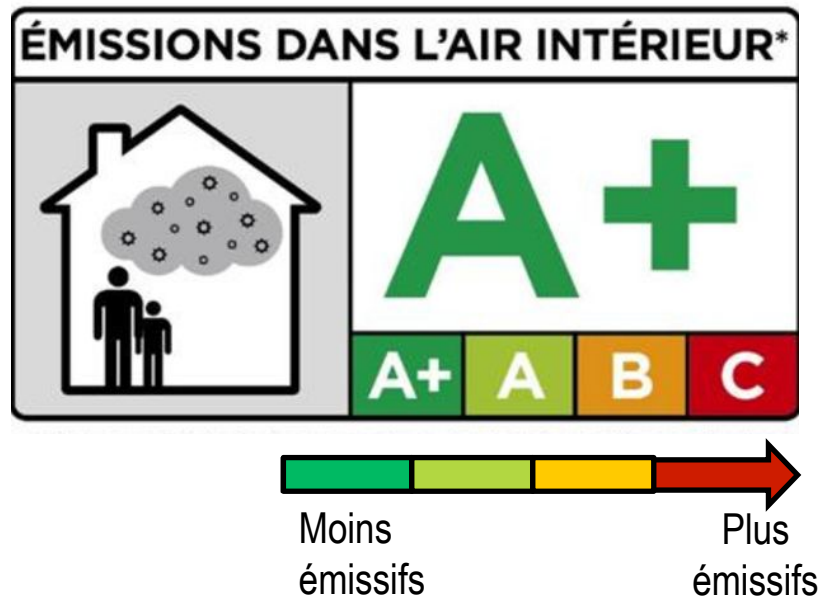 ÉMISSIONS DANS L'AIR INTÉRIEUR*
A+
A+ A B C
Moins
émissifs
Plus
émissifs